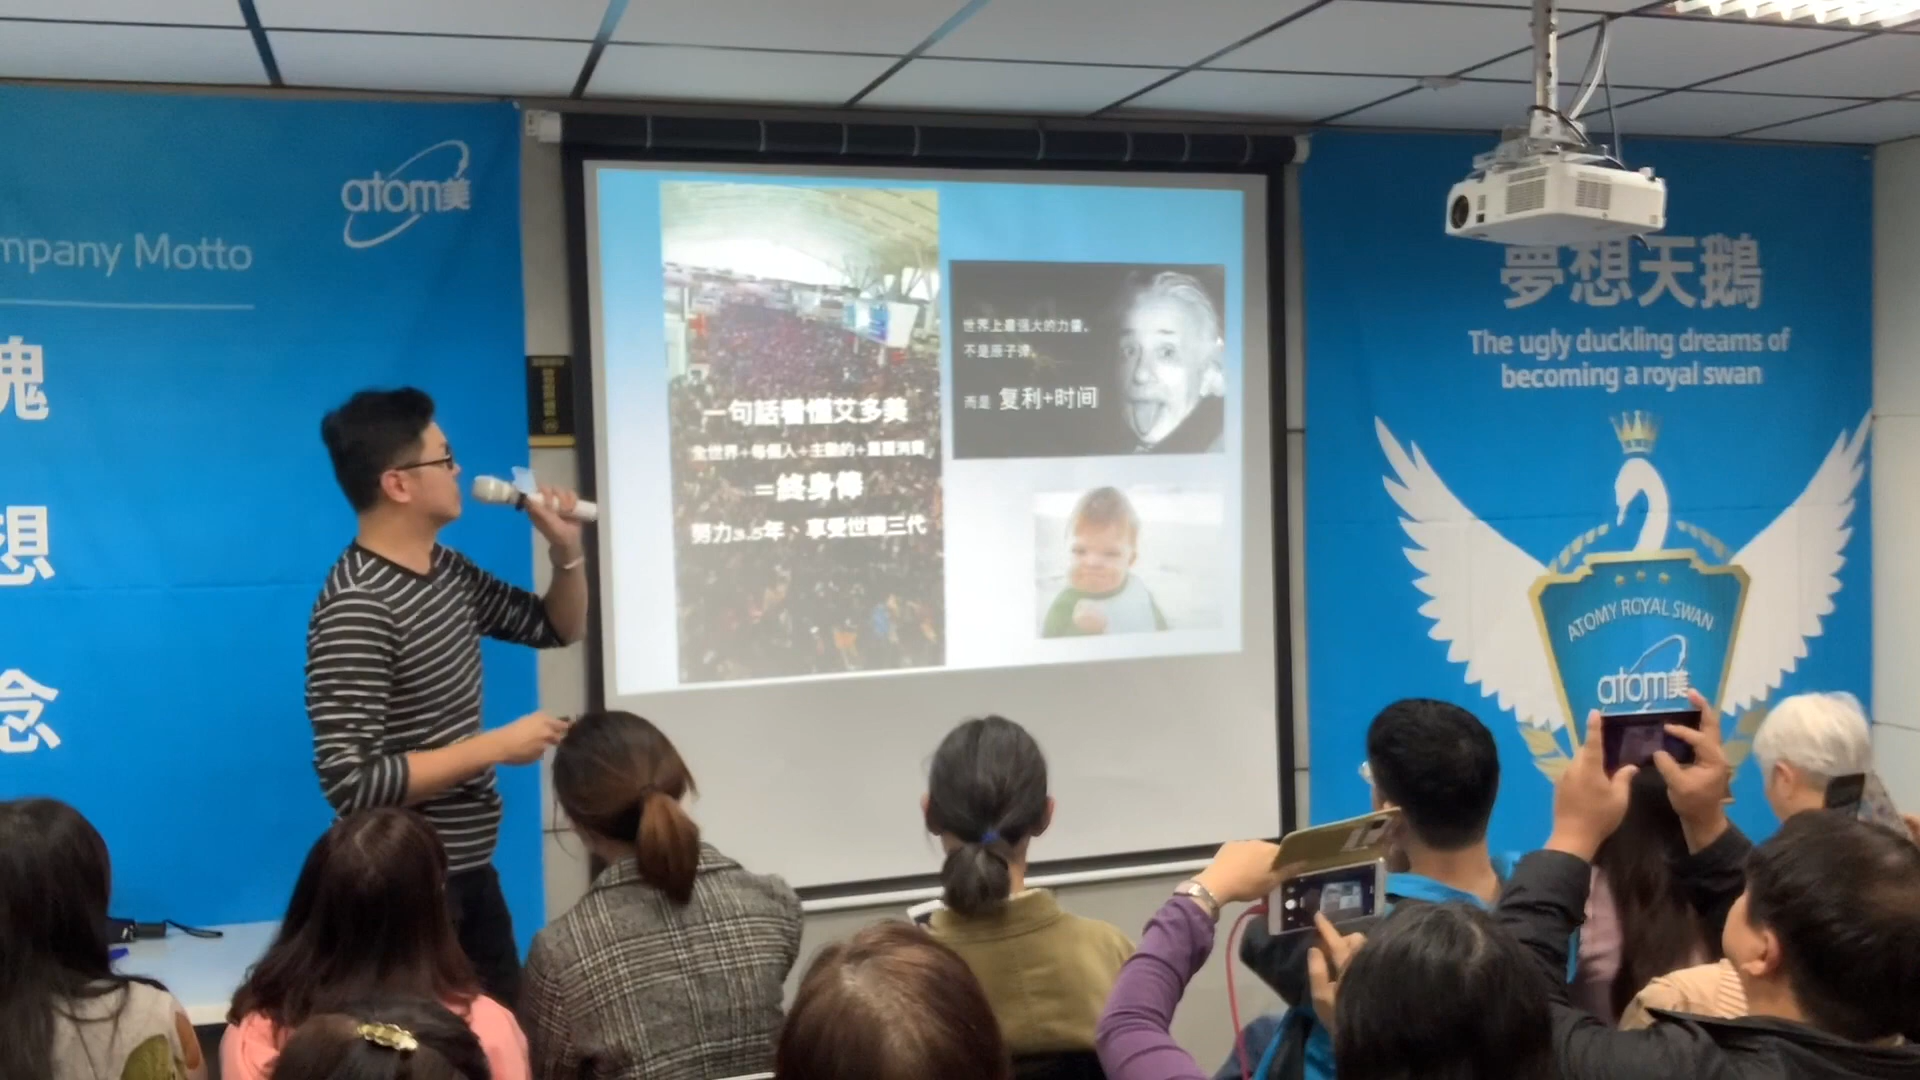 atom美
mpany Motto
魂
想
念
一句話看懂艾多美
全世界+每個人+主動的+重覆消費
=終身俸
努力3.5年、享受世襲三代
世界上最强大的力量,
不是原子弹,
而是 复利+时间
夢想天鵝
The ugly duckling dreams of
becoming a royal swan
ATOMY ROYAL SWAN
atom美